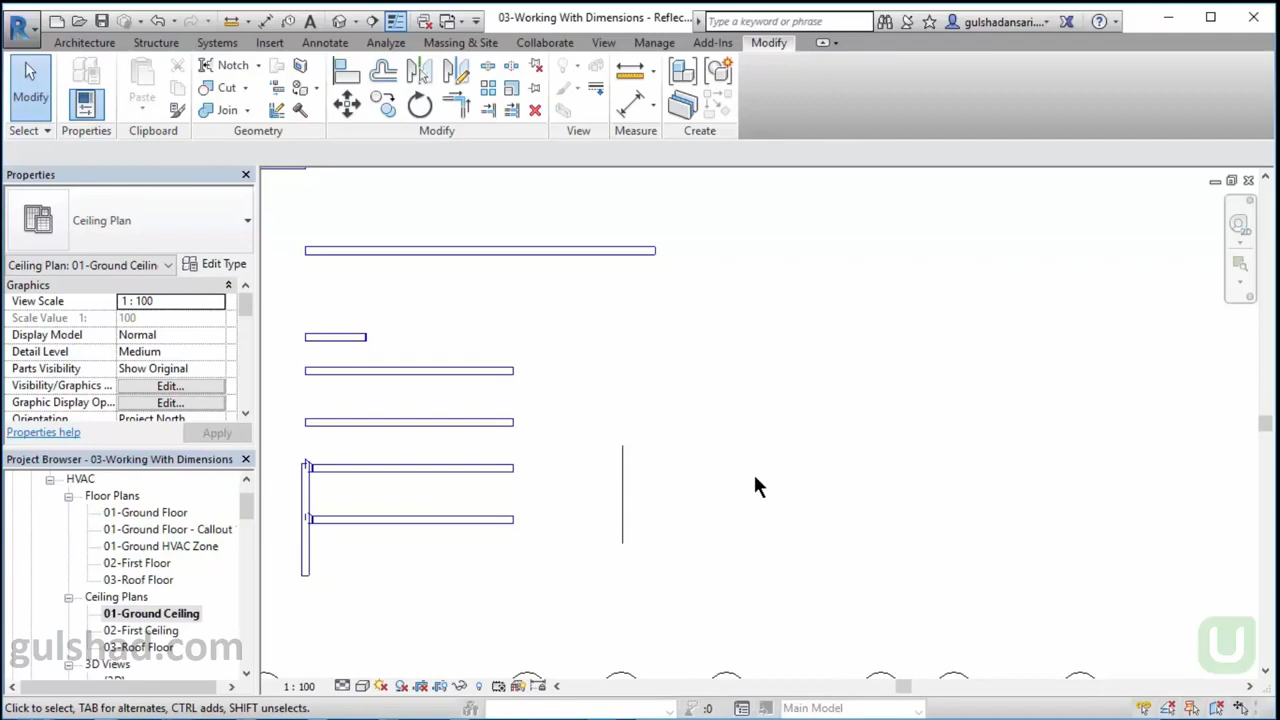 03-Working With Dimensions - Reflec...
Type a keyword or phrase
gulshadansari....
Architecture Structure Systems Insert Annotate Analyze Massing & Site Collaborate View Manage Add-Ins Modify
Modify
Paste
Notch
Cut
Join
Select Properties Clipboard Geometry Modify View Measure Create
Properties
Ceiling Plan
Ceiling Plan: 01-Ground Ceilin
Edit Type
Graphics
View Scale 1 : 100
Scale Value 1: 100
Display Model Normal
Detail Level Medium
Parts Visibility Show Original
Visibility/Graphics ... Edit...
Graphic Display Op... Edit...
Orientation Project North
Properties help
Apply
Project Browser - 03-Working With Dimensions
HVAC
Floor Plans
01-Ground Floor
01-Ground Floor - Callout
01-Ground HVAC Zone
02-First Floor
03-Roof Floor
Ceiling Plans
01-Ground Ceiling
02-First Ceiling
03-Roof Floor
3D Views
gulshad.com
U
1 : 100
Click to select, TAB for alternates, CTRL adds, SHIFT unselects.
:0
Main Model